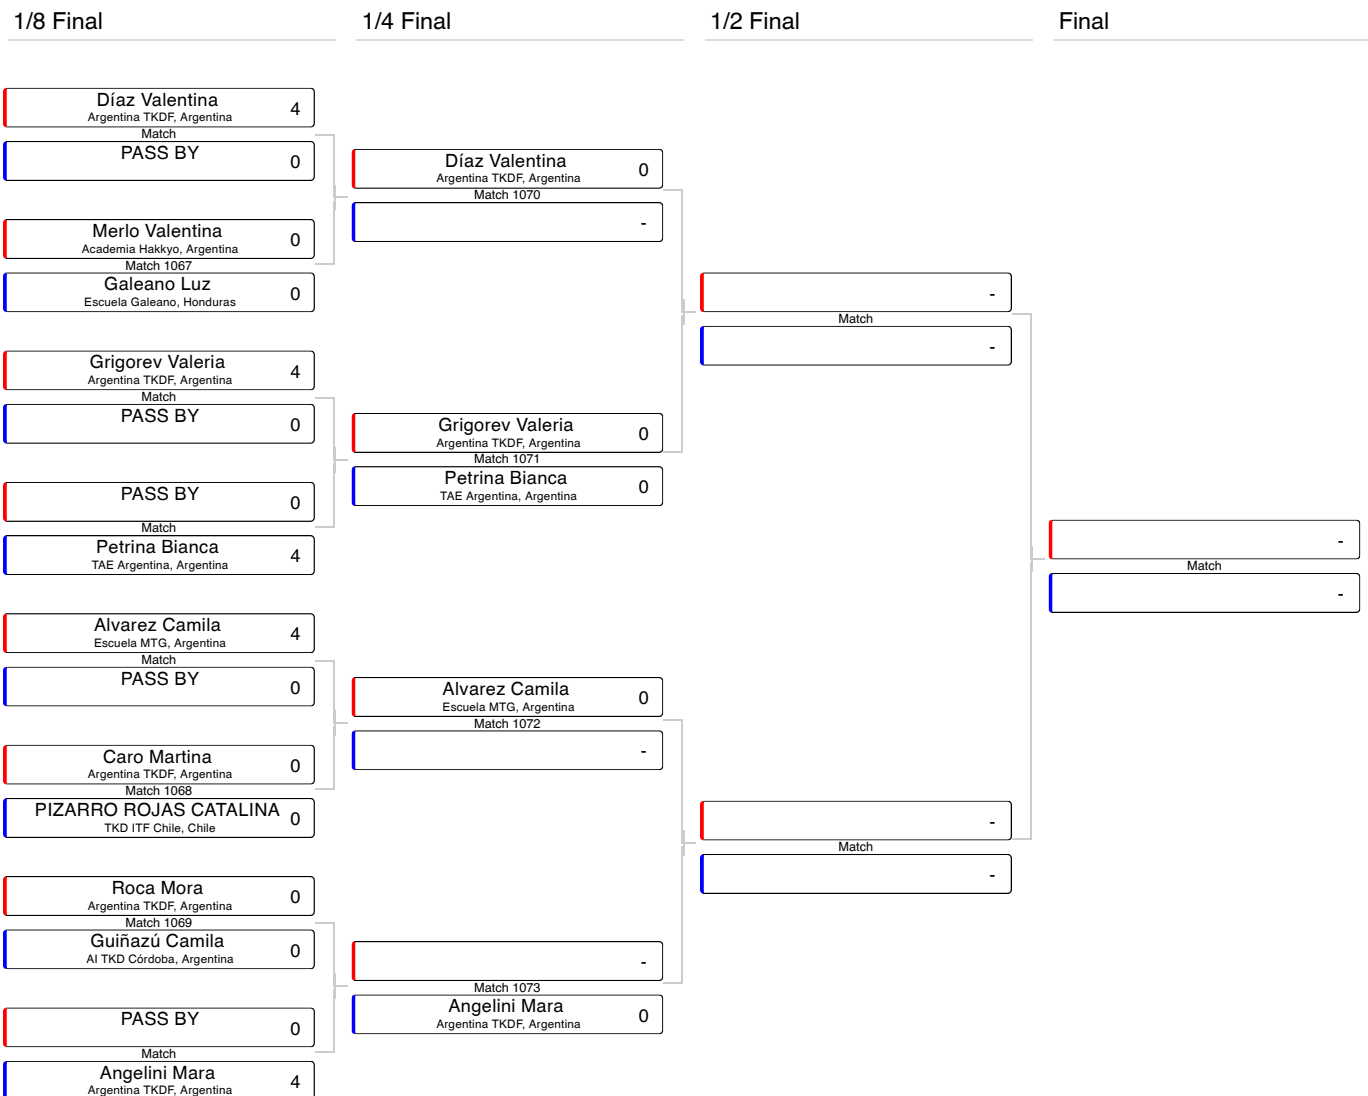 1/8 Final
1/4 Final
1/2 Final
Final
Díaz Valentina
Argentina TKDF, Argentina
4
Match
PASS BY
0
Merlo Valentina
Academia Hakkyo, Argentina
0
Match 1067
Galeano Luz
Escuela Galeano, Honduras
0
Grigorev Valeria
Argentina TKDF, Argentina
4
Match
PASS BY
0
PASS BY
0
Match
Petrina Bianca
TAE Argentina, Argentina
4
Alvarez Camila
Escuela MTG, Argentina
4
Match
PASS BY
0
Caro Martina
Argentina TKDF, Argentina
0
Match 1068
PIZARRO ROJAS CATALINA
TKD ITF Chile, Chile
0
Roca Mora
Argentina TKDF, Argentina
0
Match 1069
Guiñazú Camila
AI TKD Córdoba, Argentina
0
PASS BY
0
Match
Angelini Mara
Argentina TKDF, Argentina
4
Díaz Valentina
Argentina TKDF, Argentina
0
Match 1070
-
Grigorev Valeria
Argentina TKDF, Argentina
0
Match 1071
Petrina Bianca
TAE Argentina, Argentina
0
Alvarez Camila
Escuela MTG, Argentina
0
Match 1072
-
-
Match 1073
Angelini Mara
Argentina TKDF, Argentina
0
-
Match
-
-
Match
-
-
Match
-